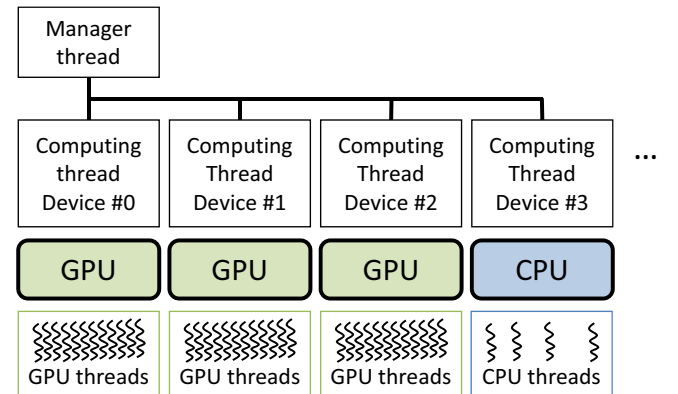 Manager
thread
Computing
thread
Device #0
Computing
Thread
Device #1
Computing
Thread
Device #2
Computing
Thread
Device #3
...
GPU
GPU
GPU
CPU
GPU threads
GPU threads
GPU threads
CPU threads